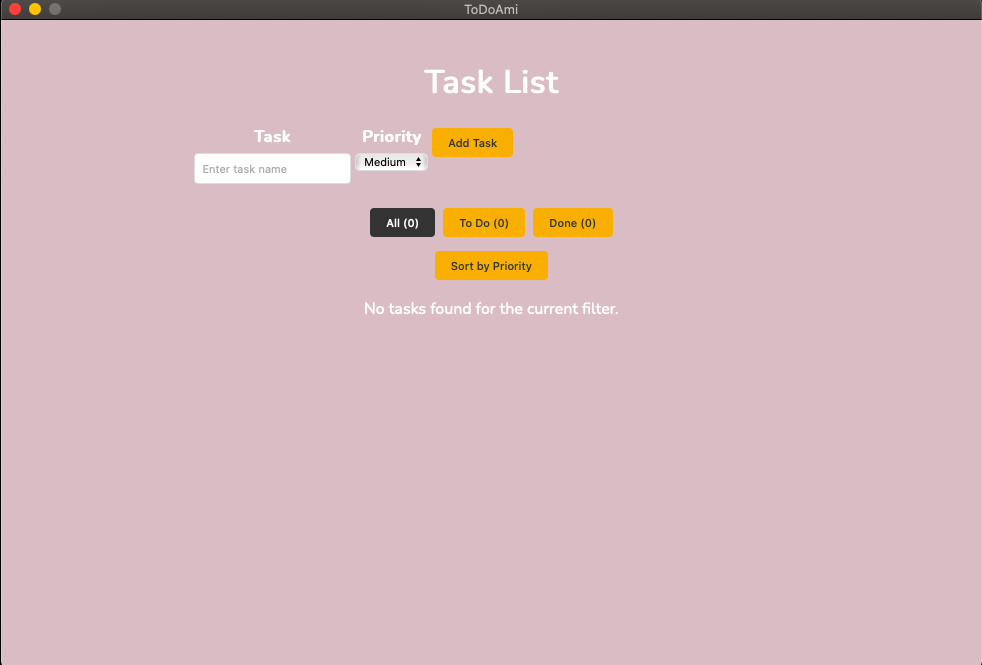 ToDoAmi
Task List
Task Priority Add Task
Enter task name Medium
All (0) To Do (0) Done (0)
Sort by Priority
No tasks found for the current filter.